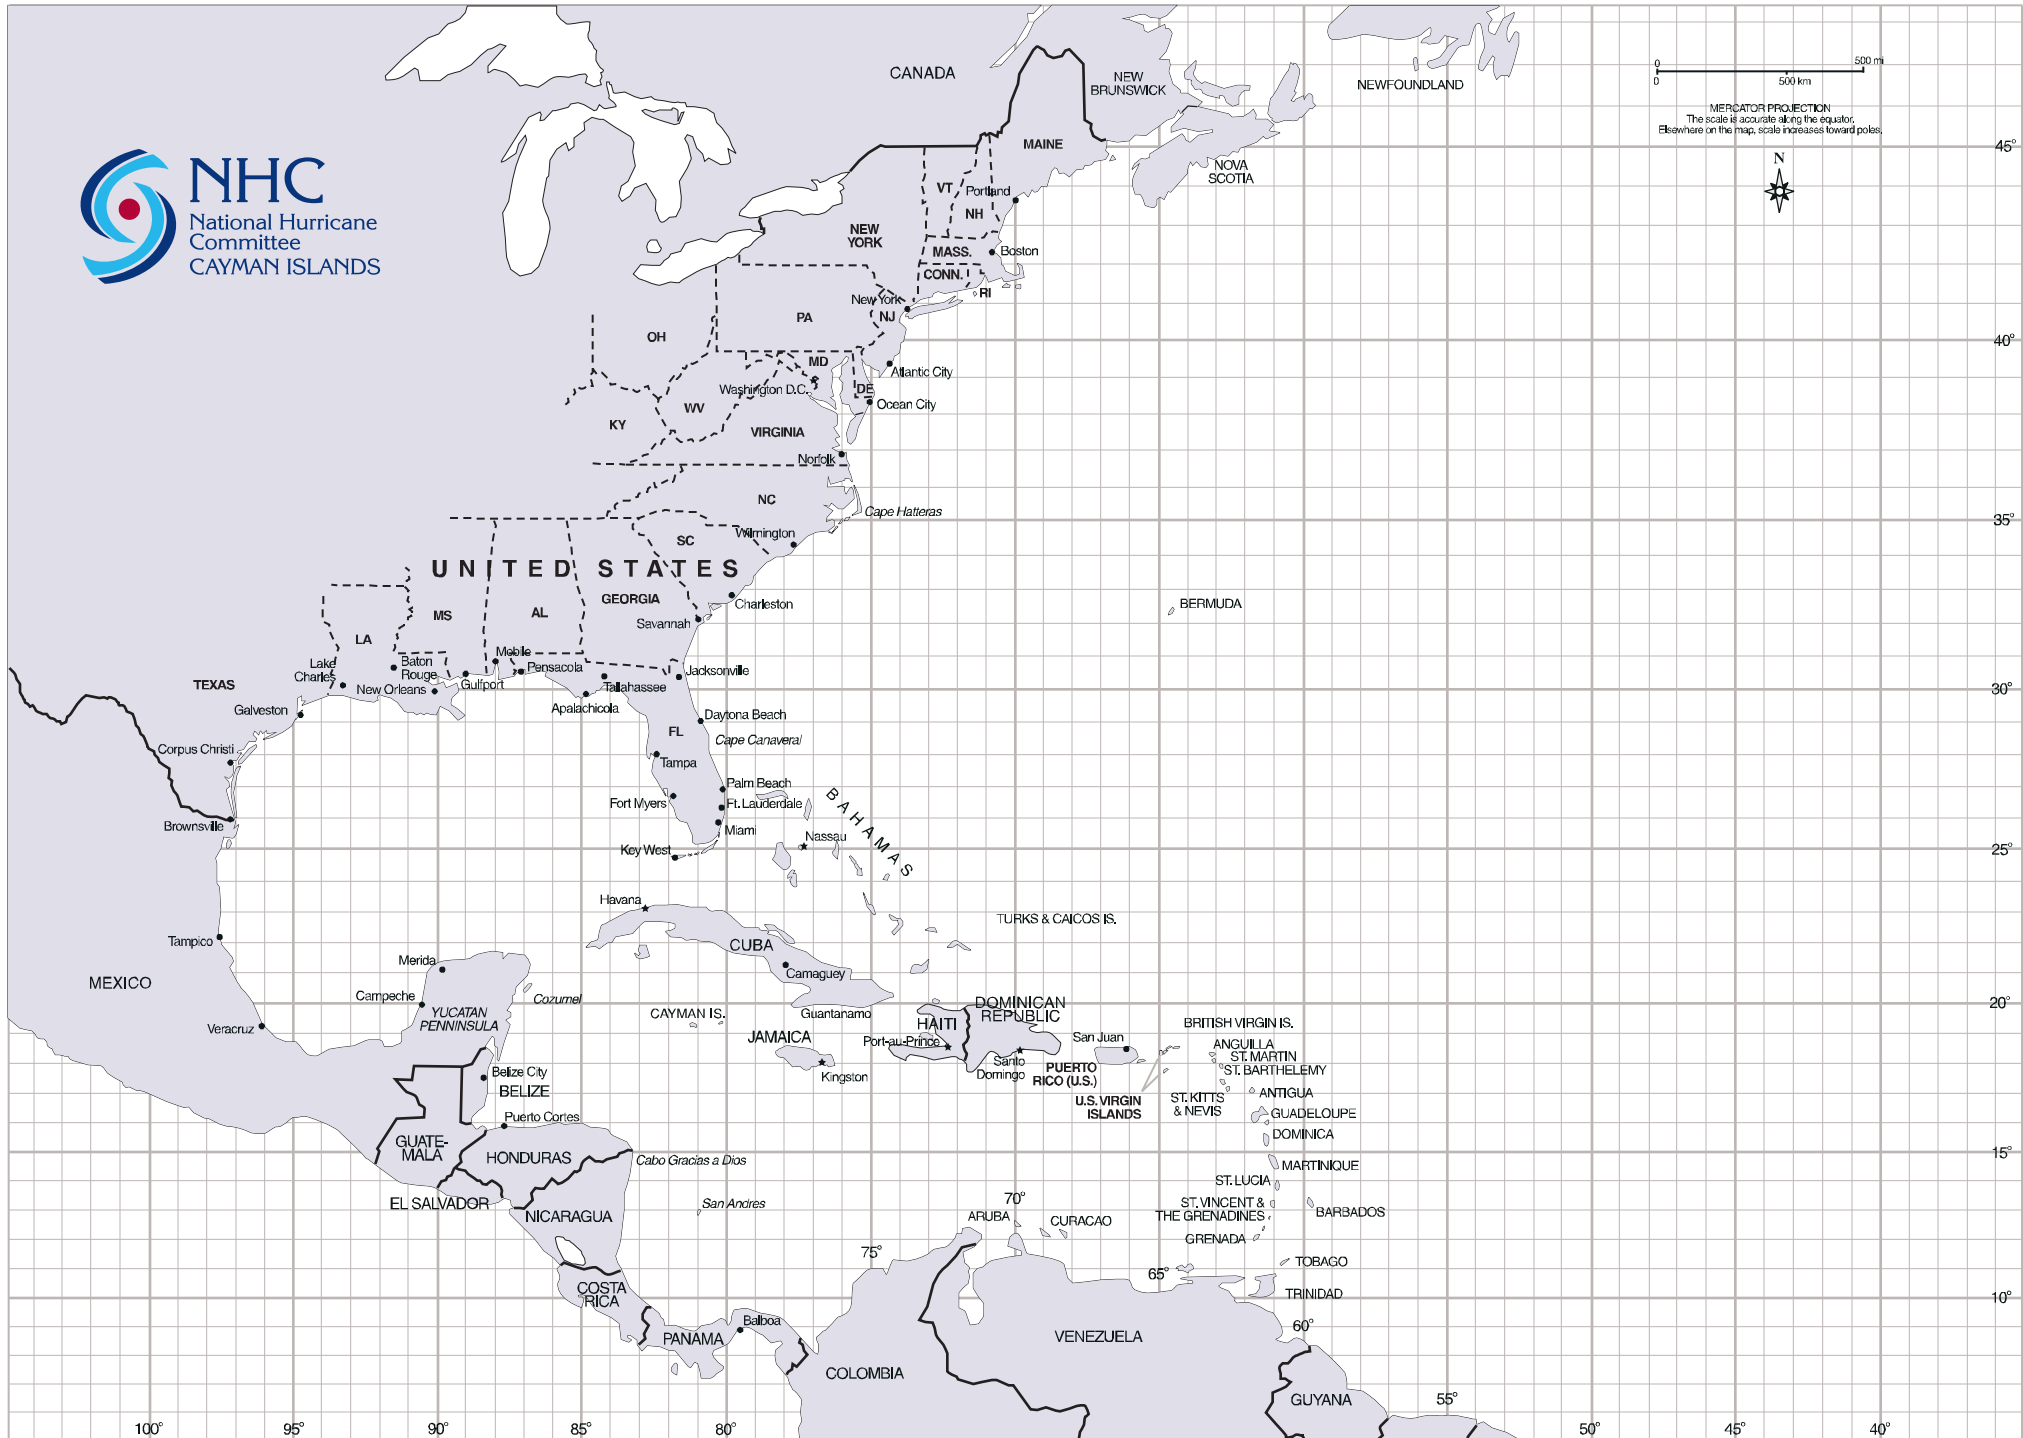 CANADA
NEW
BRUNSWICK
NEWFOUNDLAND
0
500 mi
0
500 km
MERCATOR PROJECTION
The scale is accurate along the equator.
Elsewhere on the map, scale increases toward poles.
N
NHC
National Hurricane
Committee
CAYMAN ISLANDS
MAINE
45°
NOVA
SCOTIA
VT
Portland
NH
NEW
YORK
MASS.
Boston
CONN.
RI
New York
NJ
PA
OH
40°
MD
Atlantic City
Washington D.C.
DE
Ocean City
WV
KY
VIRGINIA
Norfolk
NC
Cape Hatteras
35°
Wilmington
SC
UNITED STATES
GEORGIA
Charleston
BERMUDA
MS
AL
Savannah
LA
Mobile
Lake
Charles
Baton
Rouge
Pensacola
Jacksonville
TEXAS
New Orleans
Gulfport
Tallahassee
30°
Galveston
Apalachicola
Daytona Beach
FL
Cape Canaveral
Corpus Christi
Tampa
Palm Beach
Fort Myers
Ft. Lauderdale
BAHAMAS
Brownsville
Miami
Nassau
Key West
25°
Havana
TURKS & CAICOS IS.
Tampico
CUBA
Merida
Camaguey
MEXICO
Campeche
Cozumel
YUCATAN
PENNINSULA
CAYMAN IS.
Guantanamo
DOMINICAN
REPUBLIC
20°
Veracruz
HAITI
BRITISH VIRGIN IS.
JAMAICA
Port-au-Prince
San Juan
ANGUILLA
ST. MARTIN
Kingston
Santo
Domingo
PUERTO
RICO (U.S.)
ST. BARTHELEMY
Belize City
BELIZE
U.S. VIRGIN
ISLANDS
ST. KITTS
& NEVIS
ANTIGUA
Puerto Cortes
GUADELOUPE
GUATE-
MALA
DOMINICA
HONDURAS
Cabo Gracias a Dios
15°
MARTINIQUE
ST. LUCIA
EL SALVADOR
San Andres
70°
ST. VINCENT &
THE GRENADINES
BARBADOS
NICARAGUA
ARUBA
CURACAO
GRENADA
75°
TOBAGO
65°
COSTA
RICA
TRINIDAD
10°
Balboa
60°
PANAMA
VENEZUELA
COLOMBIA
GUYANA
55°
100°
95°
90°
85°
80°
50°
45°
40°